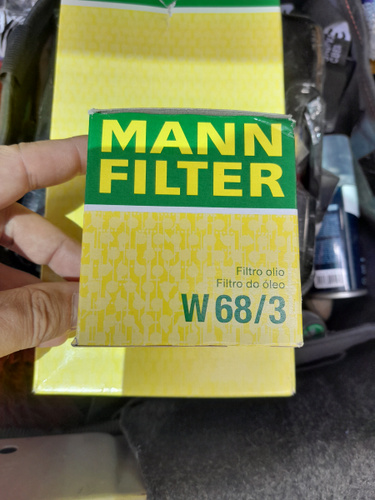 MANN
FILTER
Filtro olio
Filtro do óleo
W 68/3